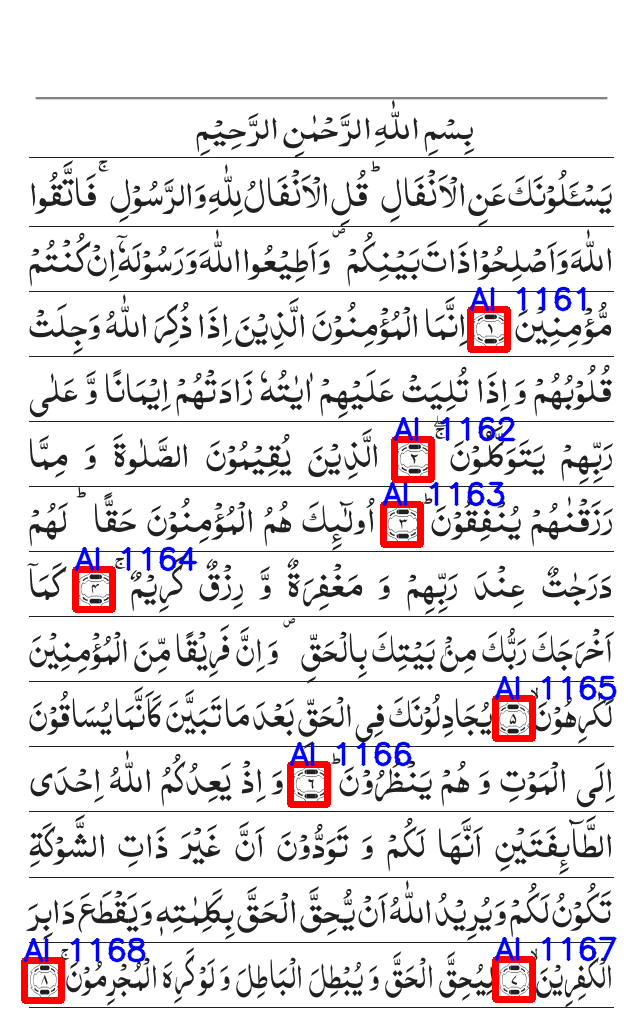 بِسْمِ اللّٰهِ الرَّحْمٰنِ الرَّحِيْمِ
يَسْـَٔلُوْنَكَ عَنِ الْاَنْفَالِ ؕ قُلِ الْاَنْفَالُ لِلّٰهِ وَالرَّسُوْلِ ۚ فَاتَّقُوا
اللّٰهَ وَاَصْلِحُوْا ذَاتَ بَيْنِكُمْ ۪ وَاَطِيْعُوا اللّٰهَ وَرَسُوْلَهٗۤ اِنْ كُنْتُمْ
مُّؤْمِنِيْنَ ۱ اِنَّمَا الْمُؤْمِنُوْنَ الَّذِيْنَ اِذَا ذُكِرَ اللّٰهُ وَجِلَتْ AI 1161
قُلُوْبُهُمْ وَ اِذَا تُلِيَتْ عَلَيْهِمْ اٰيٰتُهٗ زَادَتْهُمْ اِيْمَانًا وَّ عَلٰى
رَبِّهِمْ يَتَوَكَّلُوْنَ ۚۖ ۲ الَّذِيْنَ يُقِيْمُوْنَ الصَّلٰوةَ وَ مِمَّا AI 1162
رَزَقْنٰهُمْ يُنْفِقُوْنَ ؕ ۳ اُولٰٓئِكَ هُمُ الْمُؤْمِنُوْنَ حَقًّا ؕ لَهُمْ AI 1163
دَرَجٰتٌ عِنْدَ رَبِّهِمْ وَ مَغْفِرَةٌ وَّ رِزْقٌ كَرِيْمٌ ۚ ۴ كَمَاۤ AI 1164
اَخْرَجَكَ رَبُّكَ مِنْۢ بَيْتِكَ بِالْحَقِّ ۪ وَاِنَّ فَرِيْقًا مِّنَ الْمُؤْمِنِيْنَ
لَكٰرِهُوْنَ ۙ ۵ يُجَادِلُوْنَكَ فِي الْحَقِّ بَعْدَ مَا تَبَيَّنَ كَاَنَّمَا يُسَاقُوْنَ AI 1165
اِلَى الْمَوْتِ وَ هُمْ يَنْظُرُوْنَ ؕ ٦ وَ اِذْ يَعِدُكُمُ اللّٰهُ اِحْدَى AI 1166
الطَّآئِفَتَيْنِ اَنَّهَا لَكُمْ وَ تَوَدُّوْنَ اَنَّ غَيْرَ ذَاتِ الشَّوْكَةِ
تَكُوْنُ لَكُمْ وَيُرِيْدُ اللّٰهُ اَنْ يُّحِقَّ الْحَقَّ بِكَلِمٰتِهٖ وَيَقْطَعَ دَابِرَ
الْكٰفِرِيْنَ ۙ ۷ لِيُحِقَّ الْحَقَّ وَ يُبْطِلَ الْبَاطِلَ وَ لَوْ كَرِهَ الْمُجْرِمُوْنَ ۚ ۸ AI 1167 AI 1168